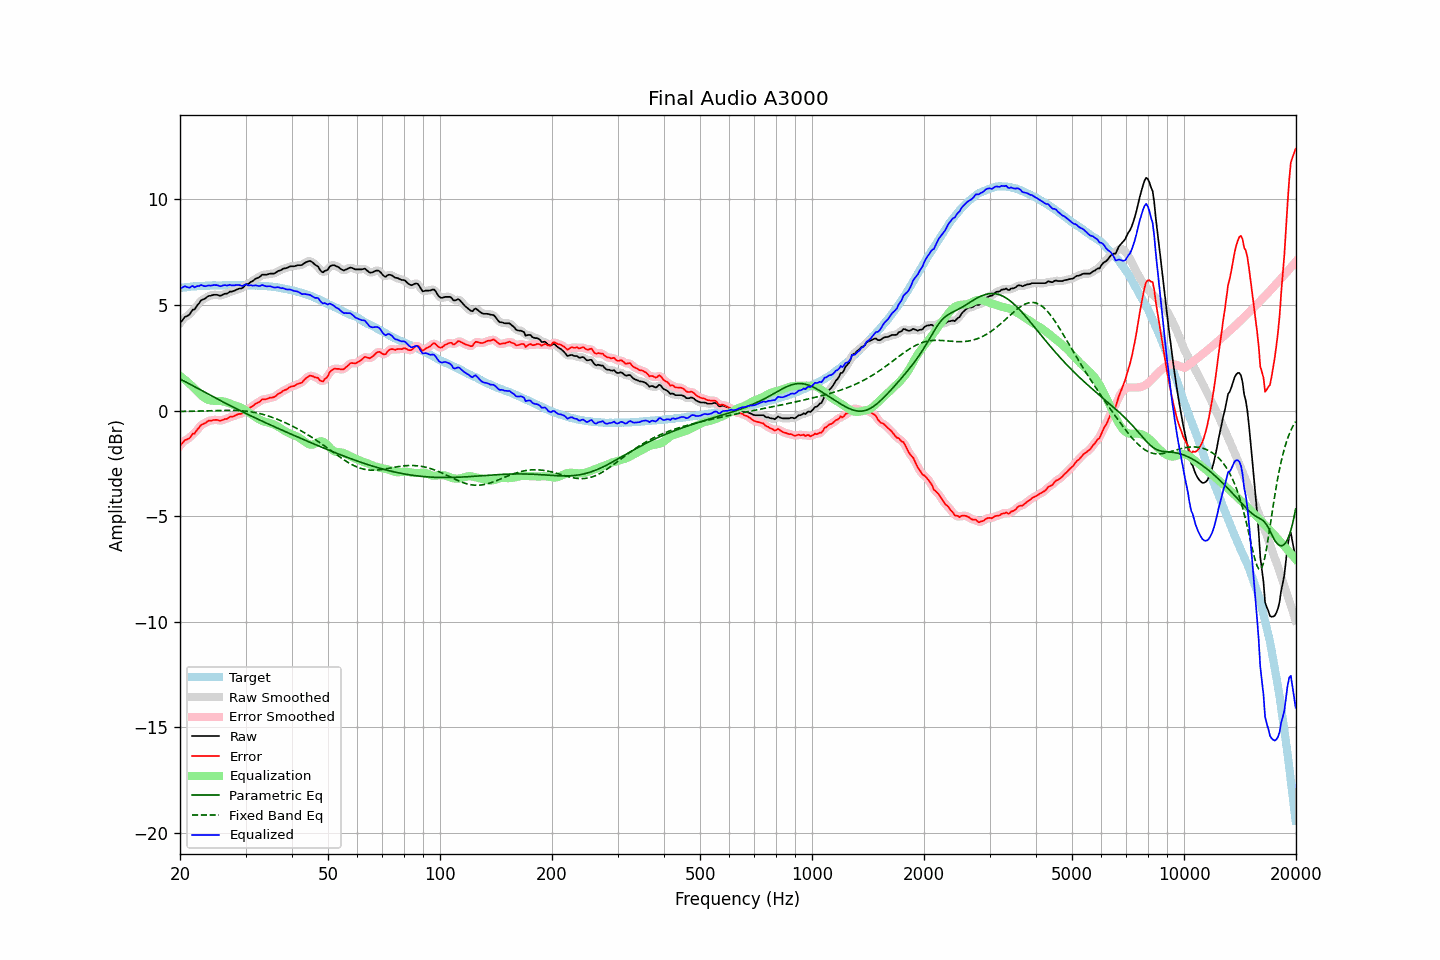 Final Audio A3000
Amplitude (dBr)
10
5
0
−5
−10
−15
−20
Target
Raw Smoothed
Error Smoothed
Raw
Error
Equalization
Parametric Eq
Fixed Band Eq
Equalized
20 50 100 200 500 1000 2000 5000 10000 20000
Frequency (Hz)